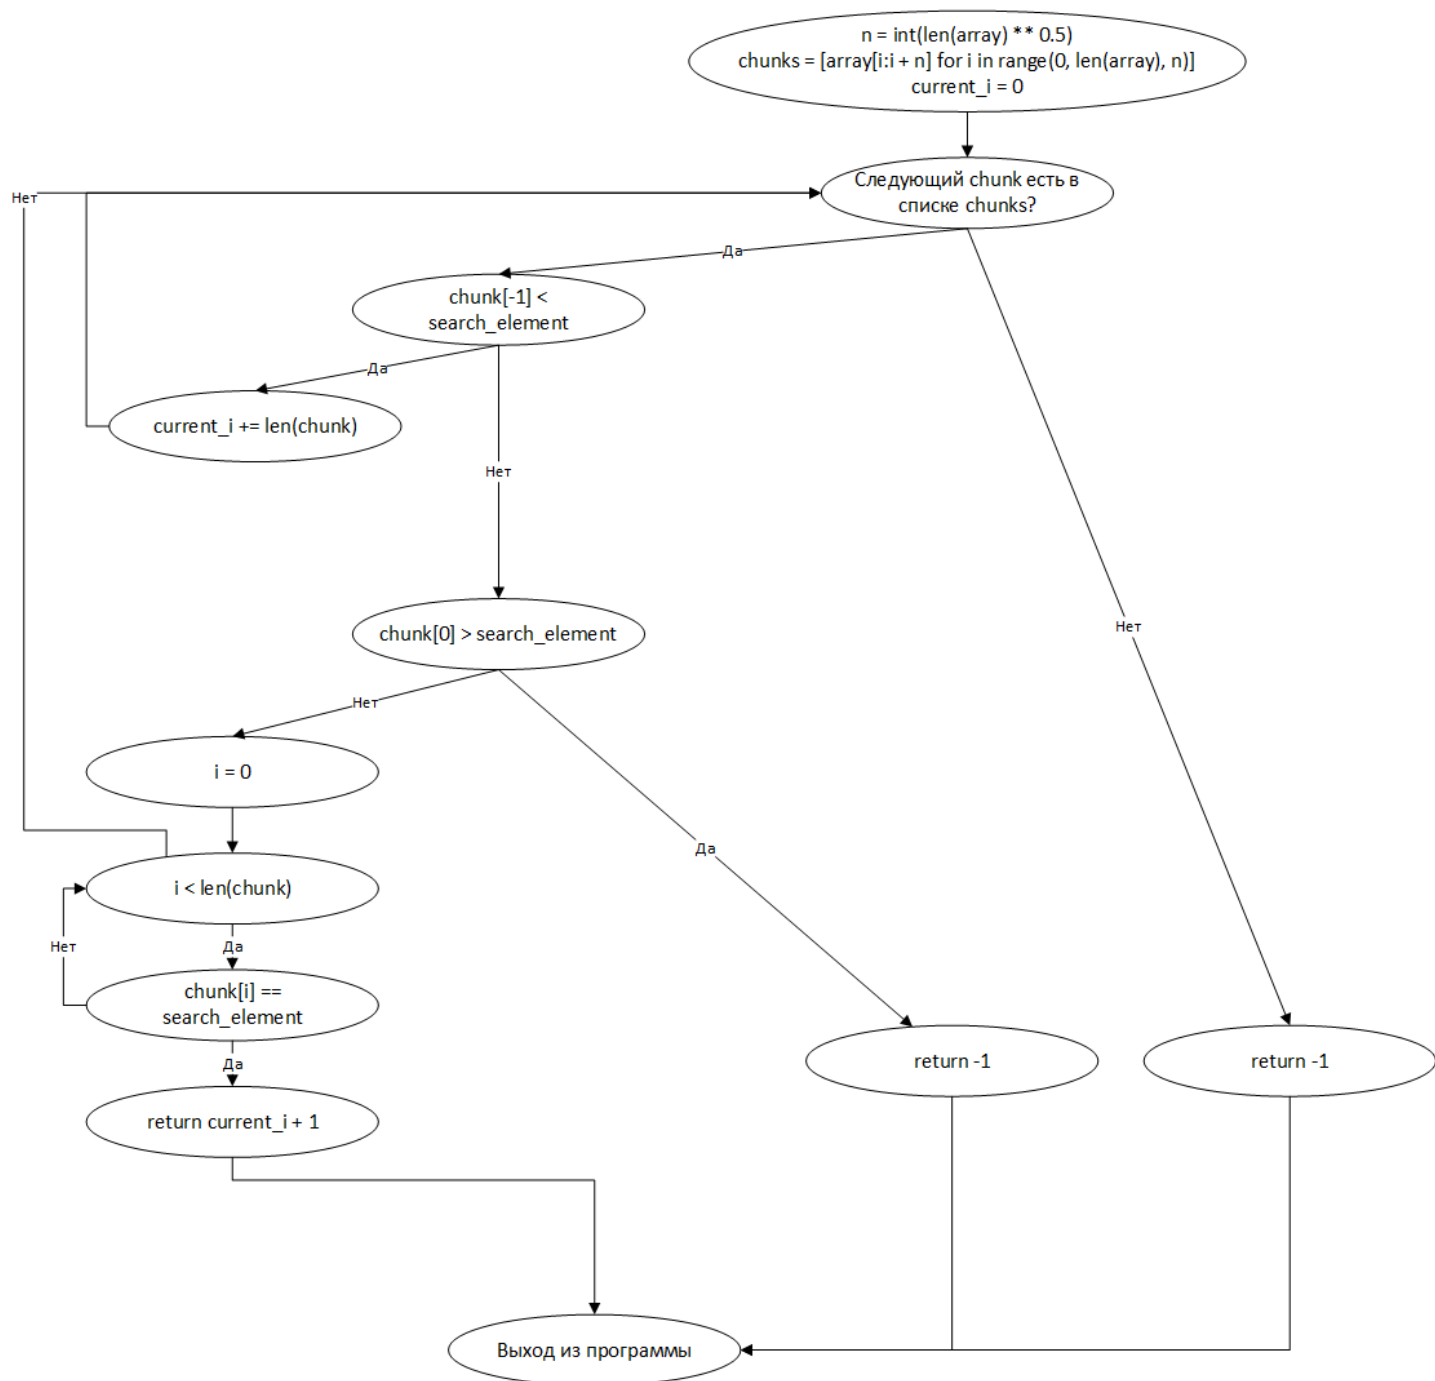 n = int(len(array) ** 0.5)
chunks = [array[i:i + n] for i in range(0, len(array), n)]
current_i = 0
Следующий chunk есть в
списке chunks?
Нет
Да
chunk[-1] <
search_element
Да
current_i += len(chunk)
Нет
chunk[0] > search_element
Нет
Нет
i = 0
Да
i < len(chunk)
Нет
Да
chunk[i] ==
search_element
Да
return -1
return -1
return current_i + 1
Выход из программы